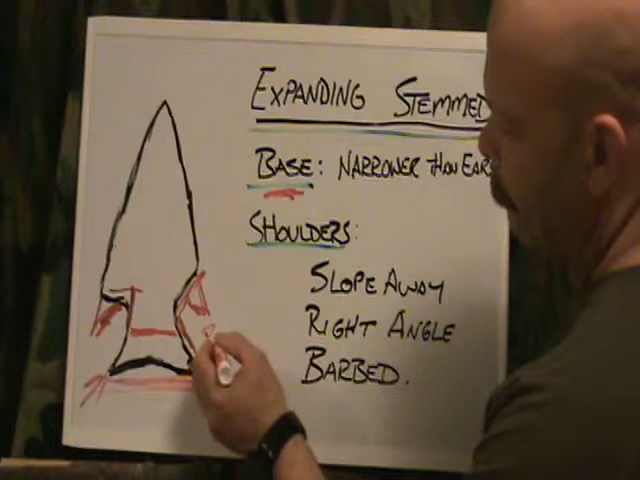 EXPANDING STEMMED
BASE: NARROWER THAN EARS
SHOULDERS:
SLOPE AWAY
RIGHT ANGLE
BARBED.